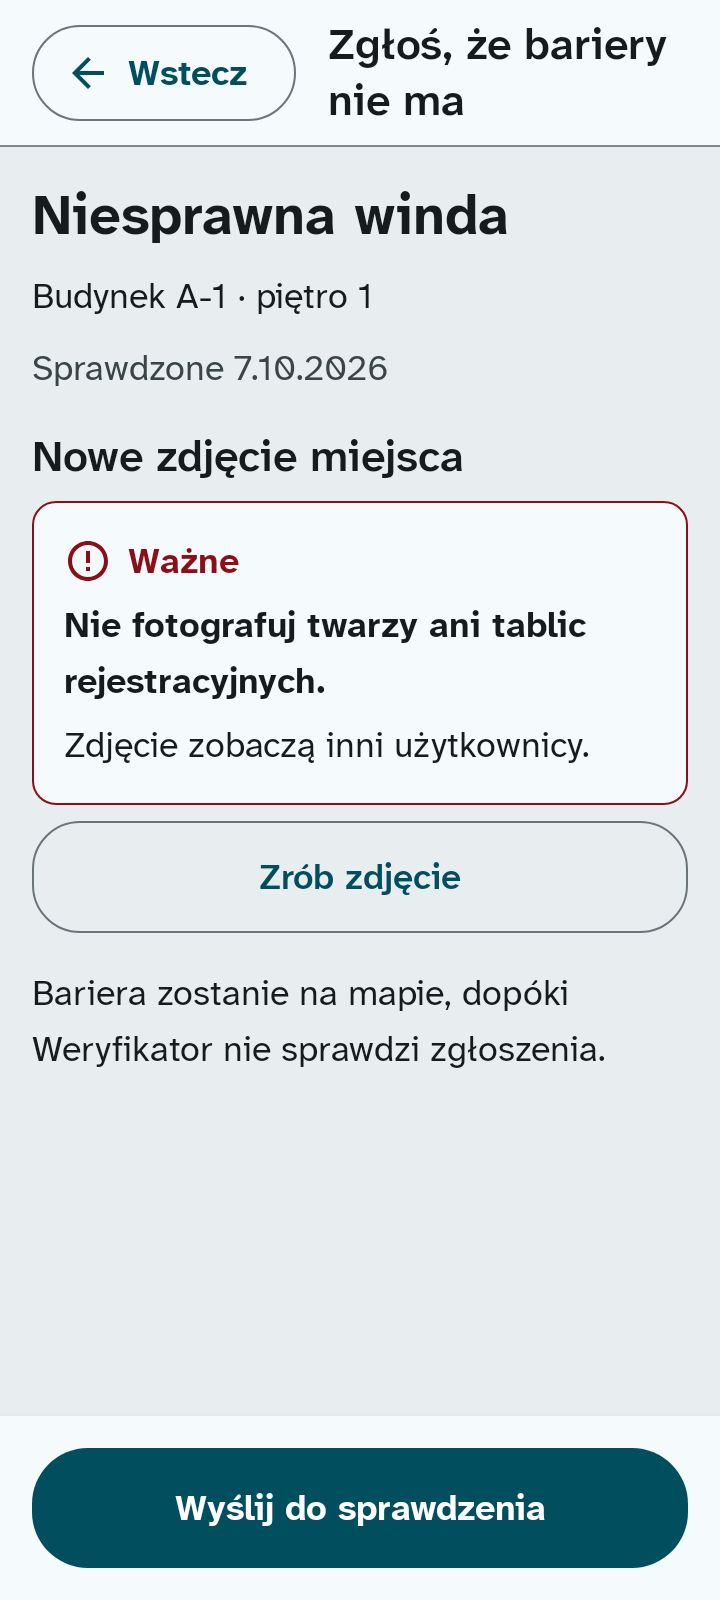 Wstecz
Zgłoś, że bariery
nie ma
Niesprawna winda
Budynek A-1 · piętro 1
Sprawdzone 7.10.2026
Nowe zdjęcie miejsca
Ważne
Nie fotografuj twarzy ani tablic
rejestracyjnych.
Zdjęcie zobaczą inni użytkownicy.
Zrób zdjęcie
Bariera zostanie na mapie, dopóki
Weryfikator nie sprawdzi zgłoszenia.
Wyślij do sprawdzenia